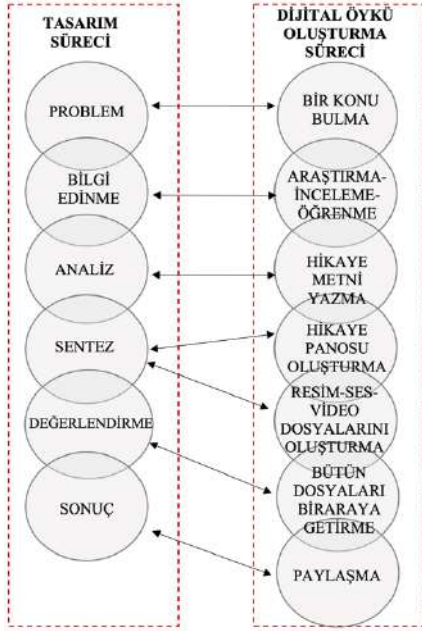 TASARIM
SÜRECİ
PROBLEM
BİLGİ
EDİNME
ANALİZ
SENTEZ
DEĞERLENDİRME
SONUÇ
DİJİTAL ÖYKÜ
OLUŞTURMA
SÜRECİ
BİR KONU
BULMA
ARAŞTIRMA-
İNCELEME-
ÖĞRENME
HİKAYE
METNİ
YAZMA
HİKAYE
PANOSU
OLUŞTURMA
RESİM-SES-
VİDEO
DOSYALARINI
OLUŞTURMA
BÜTÜN
DOSYALARI
BİRARAYA
GETİRME
PAYLAŞMA